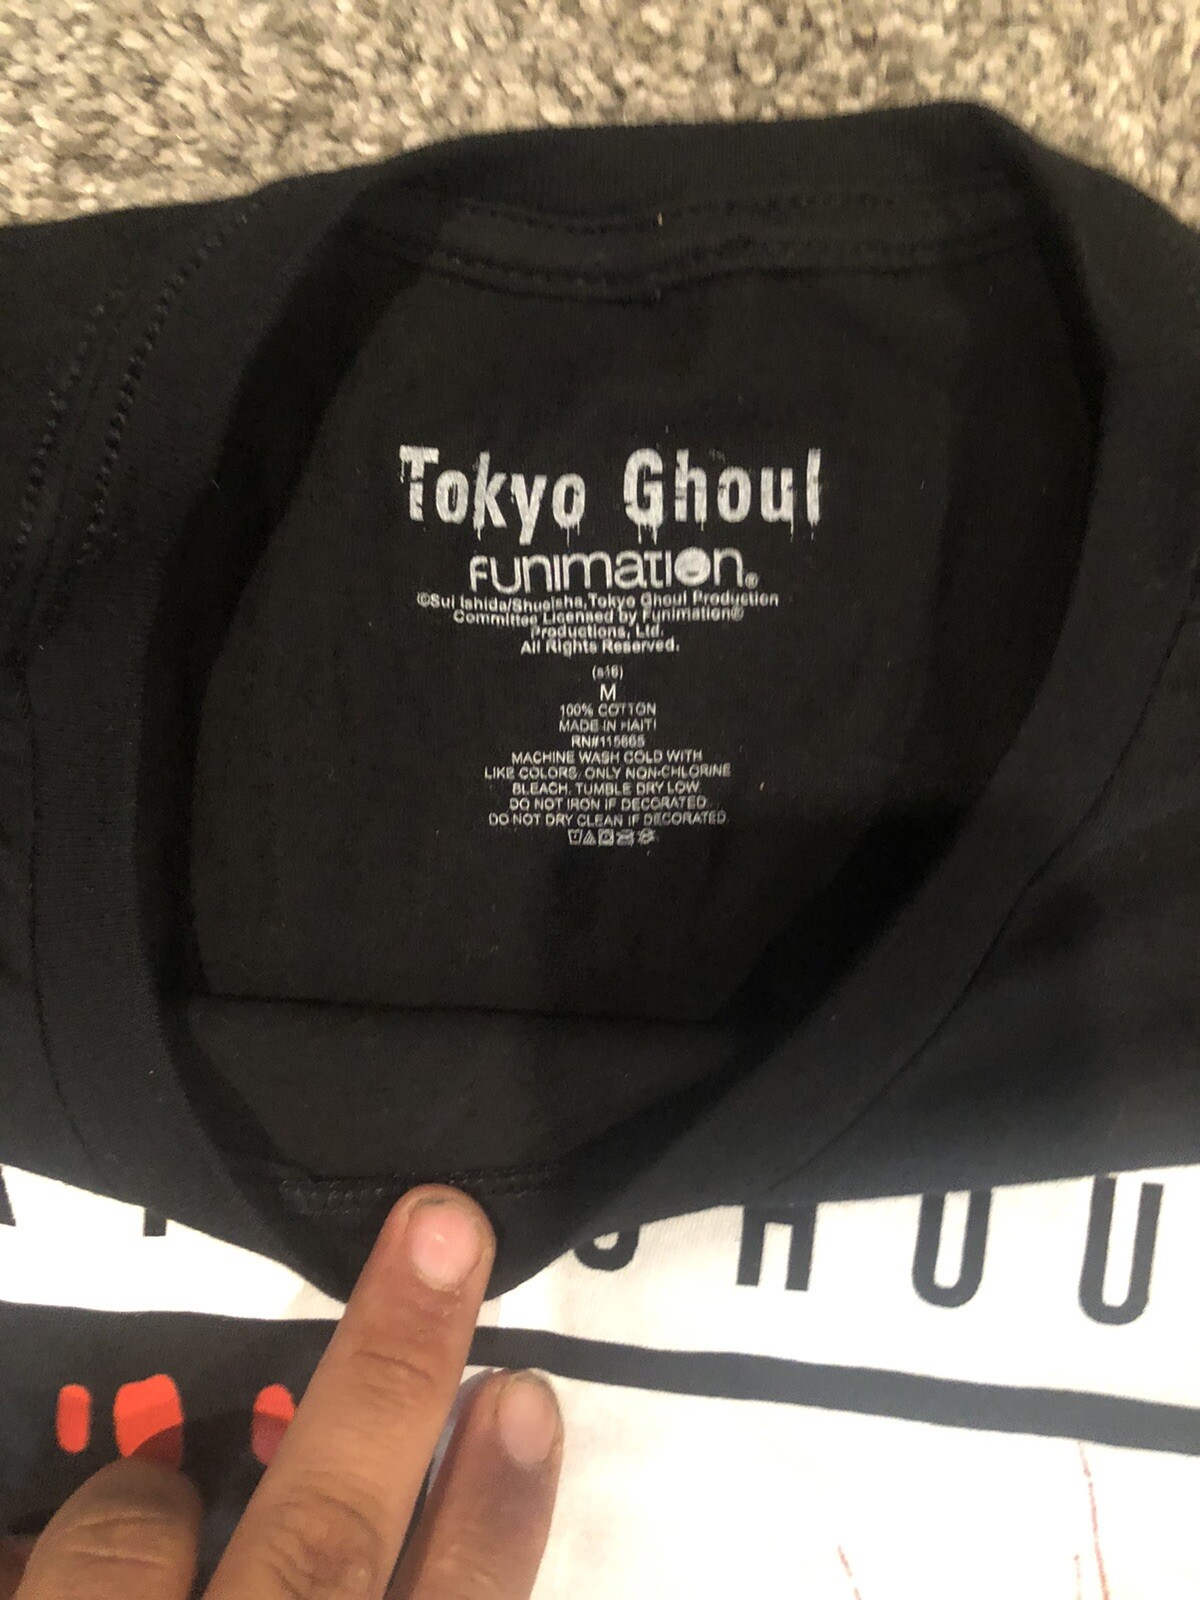 Tokyo Ghoul
FUNIMATION®
©Sui Ishida/Shueisha, Tokyo Ghoul Production
Committee Licensed by Funimation®
Productions, Ltd.
All Rights Reserved.
(s16)
M
100% COTTON
MADE IN HAITI
RN#115665
MACHINE WASH COLD WITH
LIKE COLORS. ONLY NON-CHLORINE
BLEACH. TUMBLE DRY LOW.
DO NOT IRON IF DECORATED.
DO NOT DRY CLEAN IF DECORATED.
GHOU